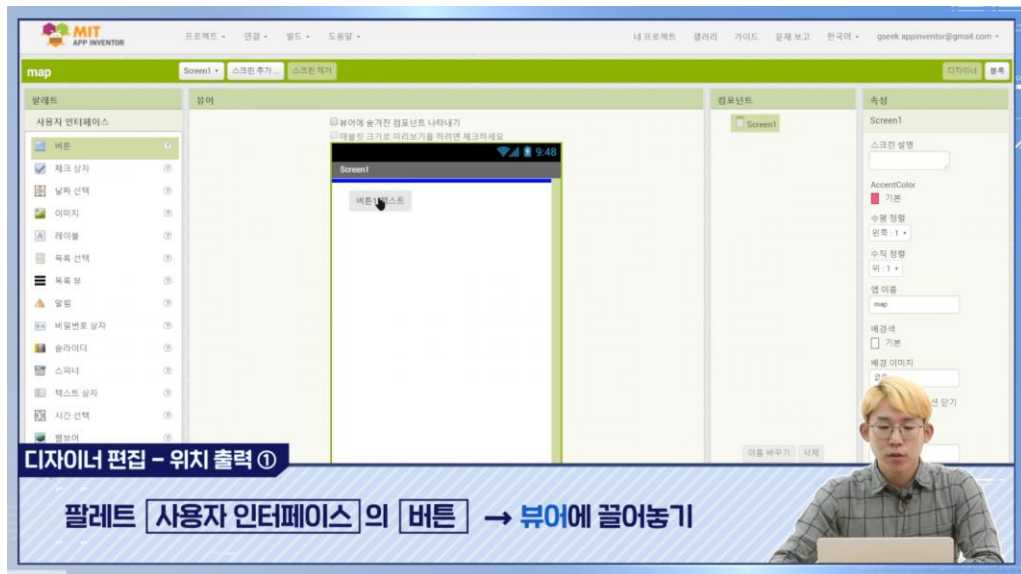 MIT
APP INVENTOR
프로젝트 연결 빌드 도움말
내 프로젝트 갤러리 가이드 문제 보고 한국어 gseek.appinventor@gmail.com
map Screen1 스크린 추가... 스크린 제거 디자이너 블록
팔레트 뷰어 컴포넌트 속성
사용자 인터페이스
버튼
체크 상자
날짜 선택
이미지
레이블
목록 선택
목록 뷰
알림
비밀번호 상자
슬라이더
스피너
텍스트 상자
시간 선택
웹뷰어
뷰어에 숨겨진 컴포넌트 나타내기
태블릿 크기로 미리보기를 하려면 체크하세요
9:48
Screen1
Screen1
이름 바꾸기 삭제
Screen1
스크린 설명
AccentColor
기본
수평 정렬
왼쪽 : 1
수직 정렬
위 : 1
앱 이름
map
배경색
기본
배경 이미지
닫기
디자이너 편집 – 위치 출력 ①
팔레트 사용자 인터페이스 의 버튼 → 뷰어에 끌어놓기